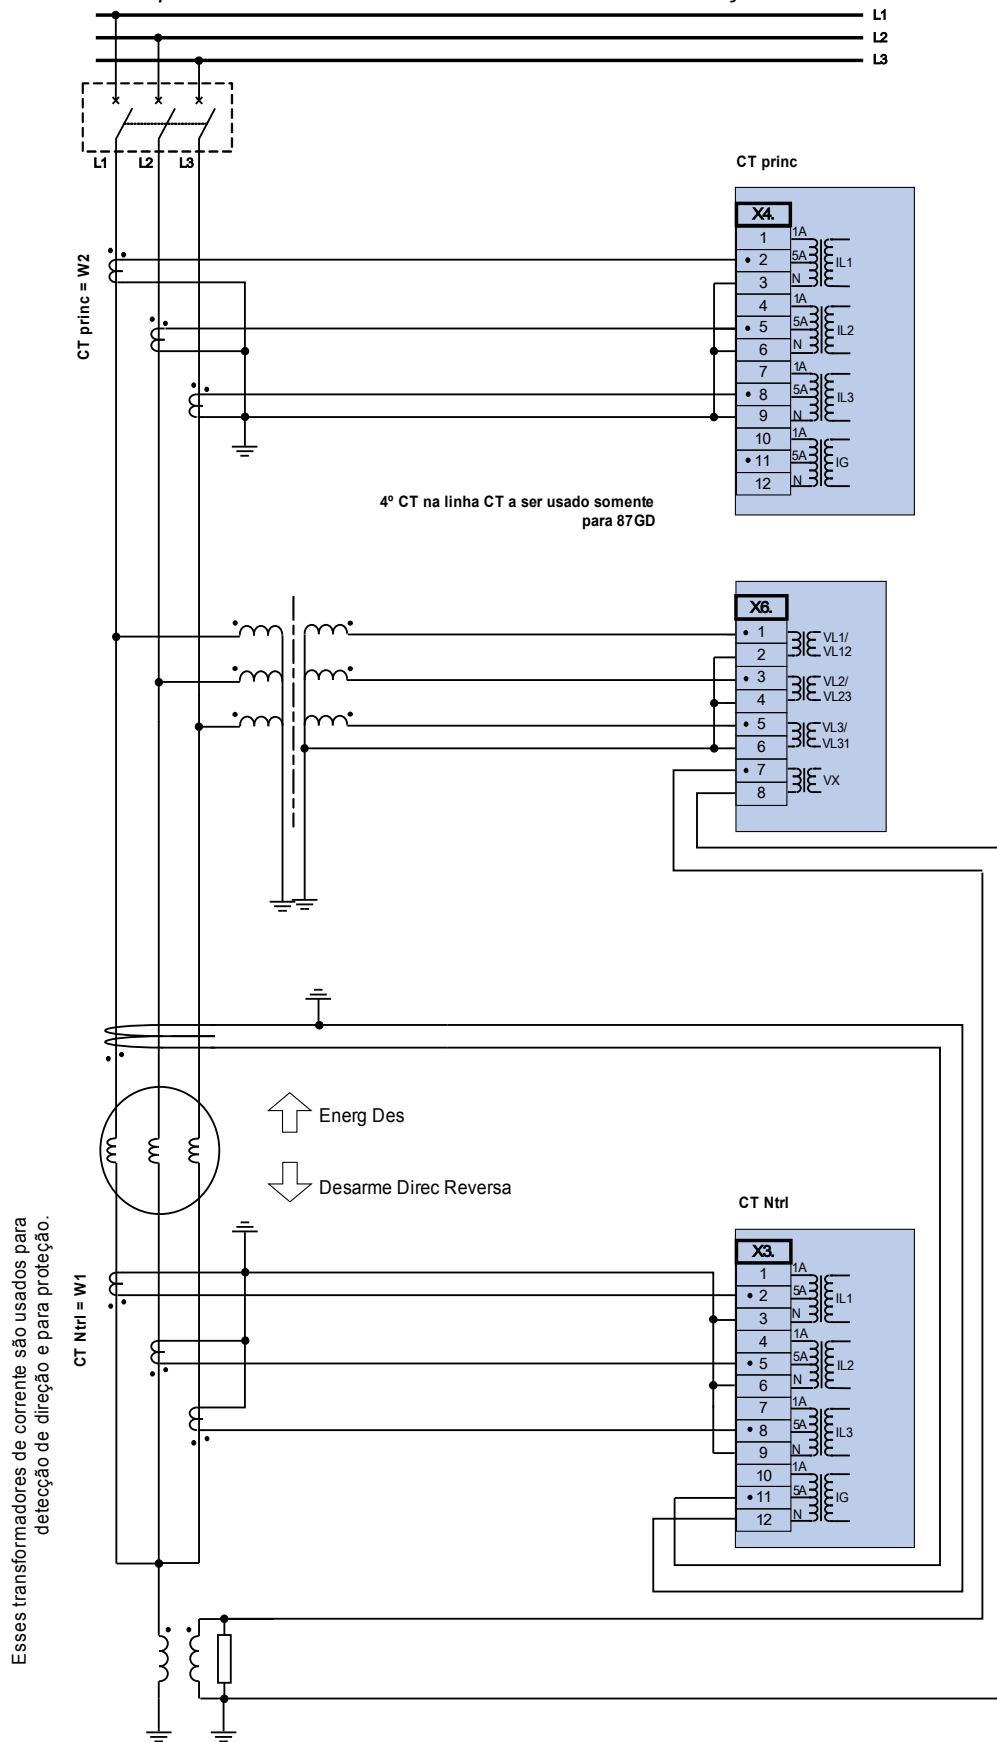 L1
L2
L3
L1 L2 L3
CT princ = W2
CT princ
X4.
1 1A
2 5A IL1
3 N
4 1A
5 5A IL2
6 N
7 1A
8 5A IL3
9 N
10 1A
11 5A IG
12 N
4º CT na linha CT a ser usado somente
para 87GD
X6.
1 VL1/
2 VL12
3 VL2/
4 VL23
5 VL3/
6 VL31
7 VX
8
Energ Des
Desarme Direc Reversa
Esses transformadores de corrente são usados para
detecção de direção e para proteção.
CT Ntrl = W1
CT Ntrl
X3.
1 1A
2 5A IL1
3 N
4 1A
5 5A IL2
6 N
7 1A
8 5A IL3
9 N
10 1A
11 5A IG
12 N